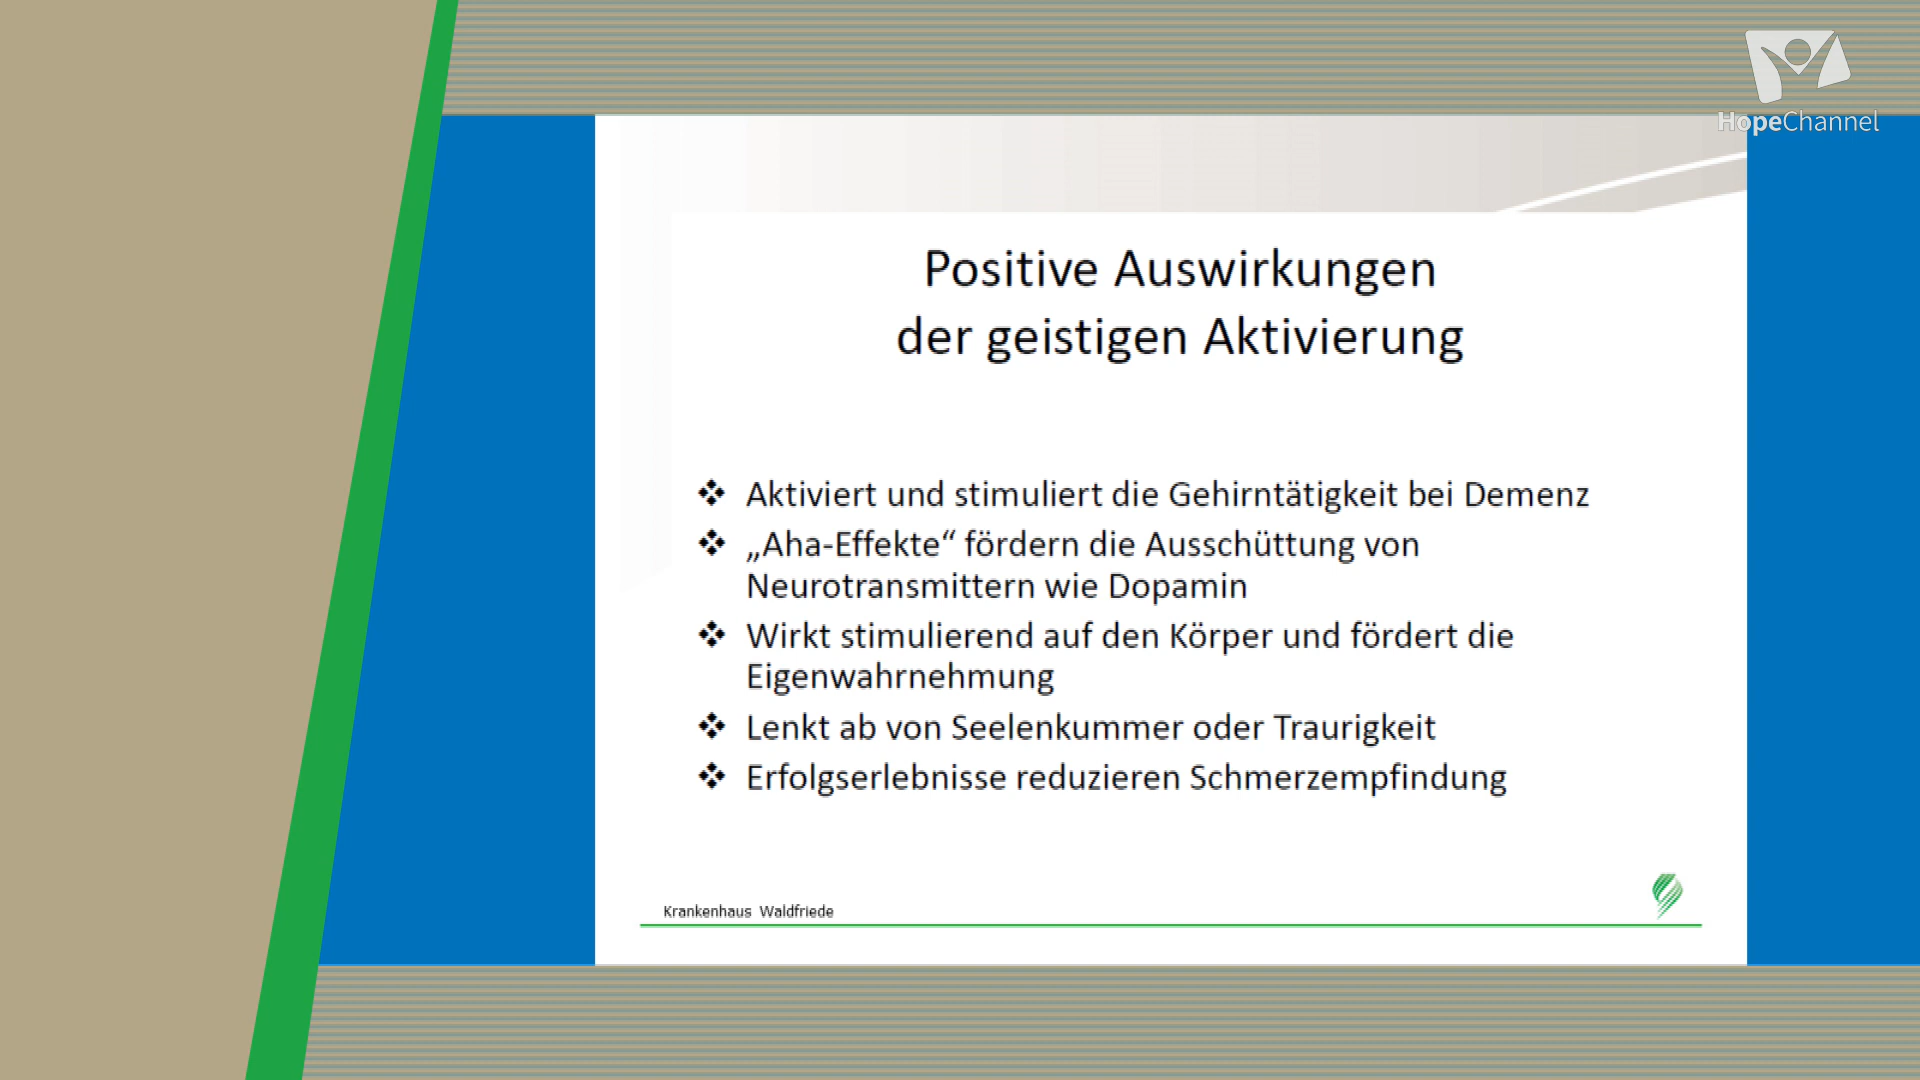 HopeChannel
Positive Auswirkungen
der geistigen Aktivierung
Aktiviert und stimuliert die Gehirntätigkeit bei Demenz
„Aha-Effekte“ fördern die Ausschüttung von
Neurotransmittern wie Dopamin
Wirkt stimulierend auf den Körper und fördert die
Eigenwahrnehmung
Lenkt ab von Seelenkummer oder Traurigkeit
Erfolgserlebnisse reduzieren Schmerzempfindung
Krankenhaus Waldfriede